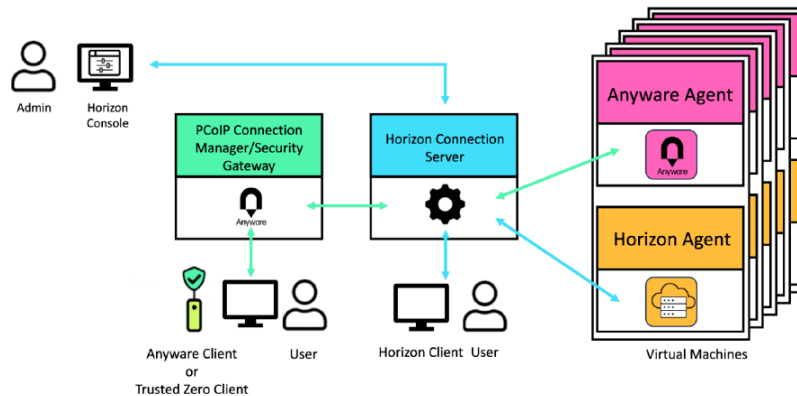 Admin
Horizon
Console
PCoIP Connection
Manager/Security
Gateway
Anyware
Horizon Connection
Server
Anyware Agent
Anyware
Horizon Agent
Virtual Machines
Anyware Client
or
Trusted Zero Client
User
Horizon Client
User